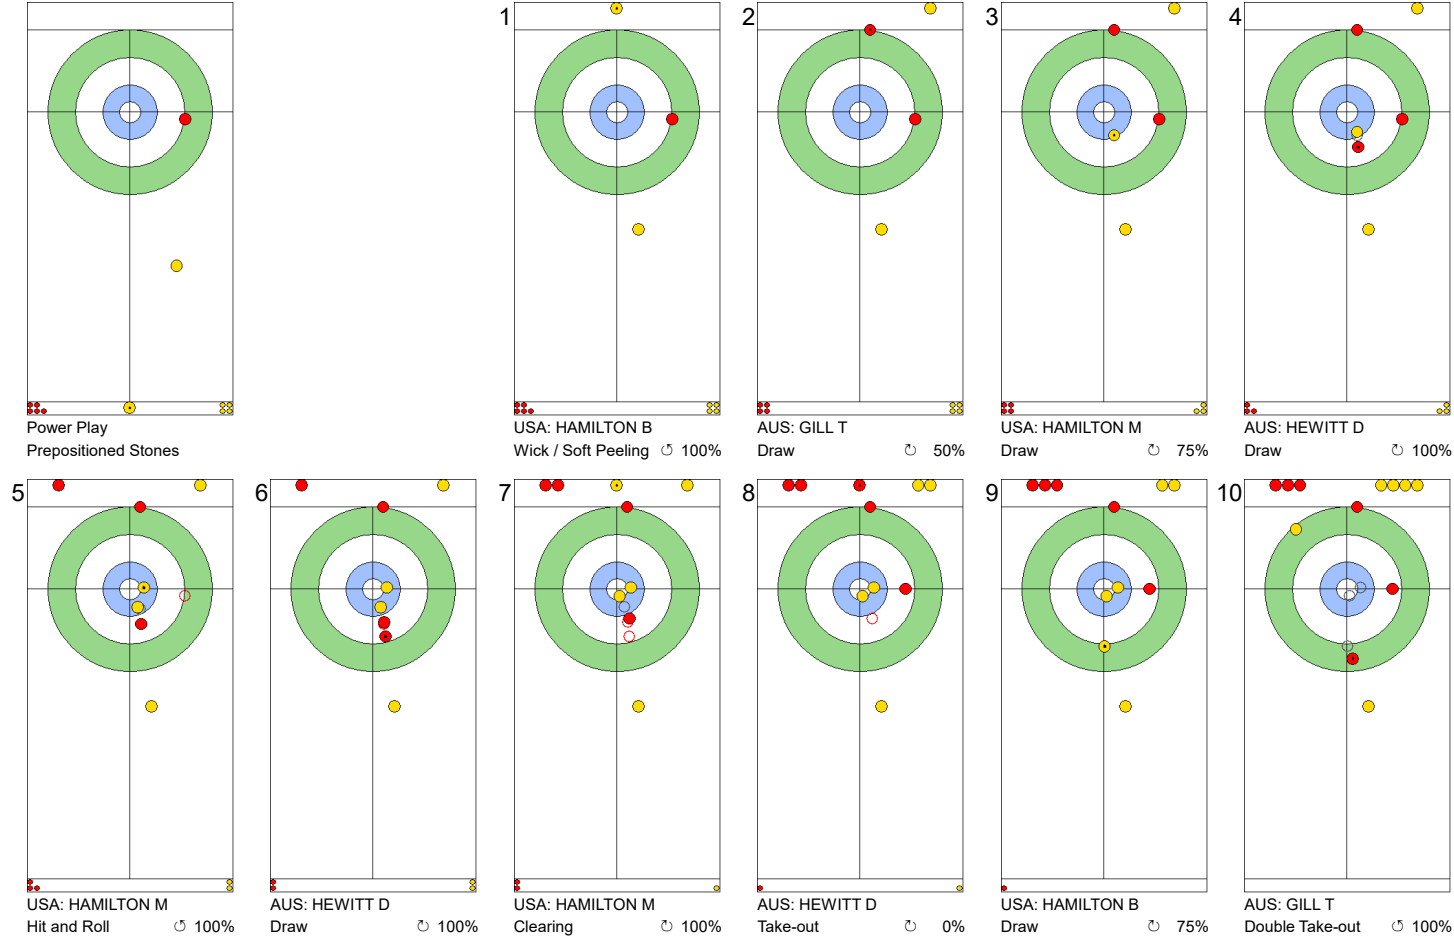 1
2
3
4
Power Play
Prepositioned Stones
USA: HAMILTON B
Wick / Soft Peeling ↺ 100%
AUS: GILL T
Draw ↻ 50%
USA: HAMILTON M
Draw ↻ 75%
AUS: HEWITT D
Draw ↻ 100%
5
6
7
8
9
10
USA: HAMILTON M
Hit and Roll ↺ 100%
AUS: HEWITT D
Draw ↻ 100%
USA: HAMILTON M
Clearing ↺ 100%
AUS: HEWITT D
Take-out ↻ 0%
USA: HAMILTON B
Draw ↻ 75%
AUS: GILL T
Double Take-out ↺ 100%